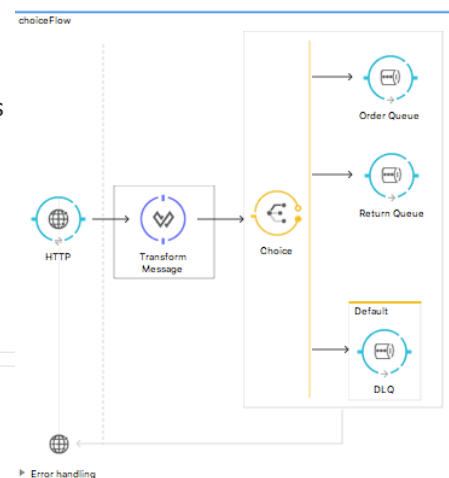 choiceFlow
s
Order Queue
Return Queue
HTTP
Transform
Message
Choice
Default
DLQ
Error handling